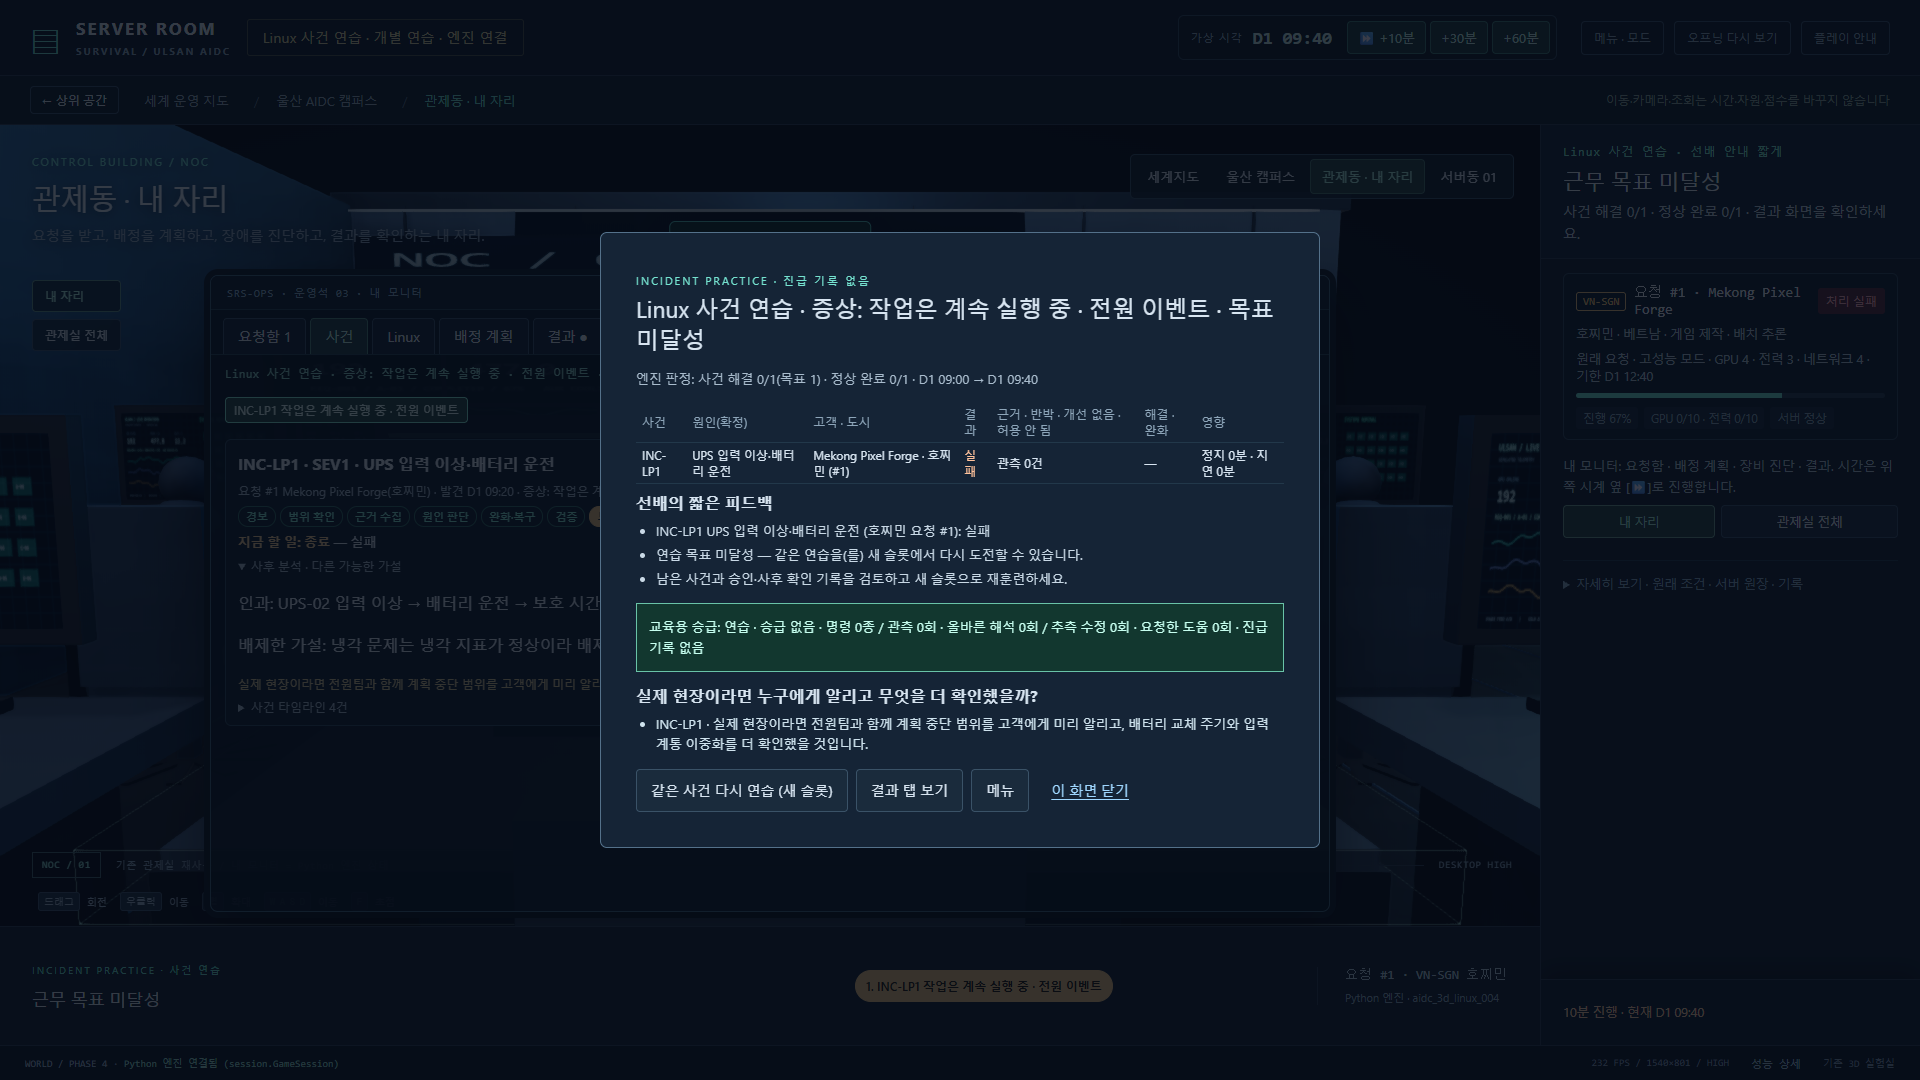 SERVER ROOM
SURVIVAL / ULSAN AIDC
Linux 사건 연습 · 개별 연습 · 엔진 연결
가상 시각 D1 09:40 ⏩ +10분 +30분 +60분
메뉴 · 모드 오프닝 다시 보기 플레이 안내
← 상위 공간 세계 운영 지도 / 울산 AIDC 캠퍼스 / 관제동 · 내 자리
이동·카메라·조회는 시간·자원·점수를 바꾸지 않습니다
CONTROL BUILDING / NOC
관제동 · 내 자리
요청을 받고, 배정을 계획하고, 장애를 진단하고, 결과를 확인하는 내 자리.
세계지도 울산 캠퍼스 관제동 · 내 자리 서버동 01
내 자리
관제실 전체
NOC /
SRS-OPS · 운영석 03 · 내 모니터
요청함 1 사건 Linux 배정 계획 결과 ●
Linux 사건 연습 · 증상: 작업은 계속 실행 중 · 전원 이벤트
INC-LP1 작업은 계속 실행 중 · 전원 이벤트
INC-LP1 · SEV1 · UPS 입력 이상·배터리 운전
요청 #1 Mekong Pixel Forge(호찌민) · 발견 D1 09:20 · 증상: 작업은
경보 범위 확인 근거 수집 원인 판단 완화·복구 검증
지금 할 일: 종료 — 실패
▼ 사후 분석 · 다른 가능한 가설
인과: UPS-02 입력 이상 → 배터리 운전 → 보호 시간
배제한 가설: 냉각 문제는 냉각 지표가 정상이라
실제 현장이라면 전원팀과 함께 계획 중단 범위를 고객에게 미리
▶ 사건 타임라인 4건
INCIDENT PRACTICE · 진급 기록 없음
Linux 사건 연습 · 증상: 작업은 계속 실행 중 · 전원 이벤트 · 목표
미달성
엔진 판정: 사건 해결 0/1(목표 1) · 정상 완료 0/1 · D1 09:00 → D1 09:40
사건 원인(확정) 고객 · 도시 결과 근거 · 반박 · 개선 없음 · 허용 안 됨 해결 · 완화 영향
INC-LP1 UPS 입력 이상·배터리 운전 Mekong Pixel Forge · 호찌민 (#1) 실패 관측 0건 — 정지 0분 · 지연 0분
선배의 짧은 피드백
• INC-LP1 UPS 입력 이상·배터리 운전 (호찌민 요청 #1): 실패
• 연습 목표 미달성 — 같은 연습을(를) 새 슬롯에서 다시 도전할 수 있습니다.
• 남은 사건과 승인·사후 확인 기록을 검토하고 새 슬롯으로 재훈련하세요.
교육용 승급: 연습 · 승급 없음 · 명령 0종 / 관측 0회 · 올바른 해석 0회 / 추측 수정 0회 · 요청한 도움 0회 · 진급
기록 없음
실제 현장이라면 누구에게 알리고 무엇을 더 확인했을까?
• INC-LP1 · 실제 현장이라면 전원팀과 함께 계획 중단 범위를 고객에게 미리 알리고, 배터리 교체 주기와 입력
계통 이중화를 더 확인했을 것입니다.
같은 사건 다시 연습 (새 슬롯) 결과 탭 보기 메뉴 이 화면 닫기
Linux 사건 연습 · 선배 안내 짧게
근무 목표 미달성
사건 해결 0/1 · 정상 완료 0/1 · 결과 화면을 확인하세
요.
VN-SGN 요청 #1 · Mekong Pixel Forge 처리 실패
호찌민 · 베트남 · 게임 제작 · 배치 추론
원래 요청 · 고성능 모드 · GPU 4 · 전력 3 · 네트워크 4 ·
기한 D1 12:40
진행 67% GPU 0/10 · 전력 0/10 서버 정상
내 모니터: 요청함 · 배정 계획 · 장비 진단 · 결과. 시간은 위
쪽 시계 옆 [⏩]로 진행합니다.
내 자리 관제실 전체
▶ 자세히 보기 · 원래 조건 · 서버 원장 · 기록
192
NOC / 01 기존 관제실
DESKTOP HIGH
드래그 회전 우클릭 이동
INCIDENT PRACTICE · 사건 연습
근무 목표 미달성
1. INC-LP1 작업은 계속 실행 중 · 전원 이벤트
요청 #1 · VN-SGN 호찌민
Python 엔진 · aidc_3d_linux_004
10분 진행 · 현재 D1 09:40
WORLD / PHASE 4 · Python 엔진 연결됨 (session.GameSession)
232 FPS / 1540×801 / HIGH 성능 상세 기존 3D 실험실